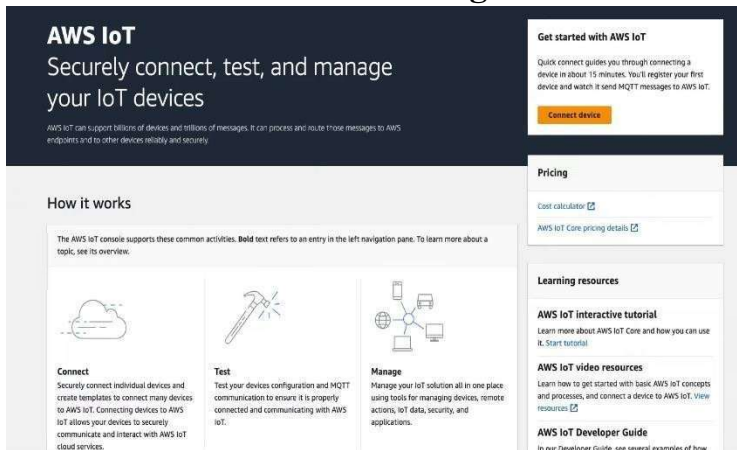 AWS IoT
Securely connect, test, and manage
your IoT devices
AWS IoT can support billions of devices and trillions of messages. It can process and route those messages to AWS
endpoints and to other devices reliably and securely.
Get started with AWS IoT
Quick connect guides you through connecting a
device in about 15 minutes. You'll register your first
device and watch it send MQTT messages to AWS IoT.
Connect device
Pricing
Cost calculator
AWS IoT Core pricing details
How it works
The AWS IoT console supports these common activities. Bold text refers to an entry in the left navigation pane. To learn more about a
topic, see its overview.
Connect
Securely connect individual devices and
create templates to connect many devices
to AWS IoT. Connecting devices to AWS
IoT allows your devices to securely
communicate and interact with AWS IoT
cloud services.
Test
Test your devices configuration and MQTT
communication to ensure it is properly
connected and communicating with AWS
IoT.
Manage
Manage your IoT solution all in one place
using tools for managing devices, remote
actions, IoT data, security, and
applications.
Learning resources
AWS IoT interactive tutorial
Learn more about AWS IoT Core and how you can use
it. Start tutorial
AWS IoT video resources
Learn how to get started with basic AWS IoT concepts
and processes, and connect a device to AWS IoT. View
resources
AWS IoT Developer Guide
In our Developer Guide, see several examples of how